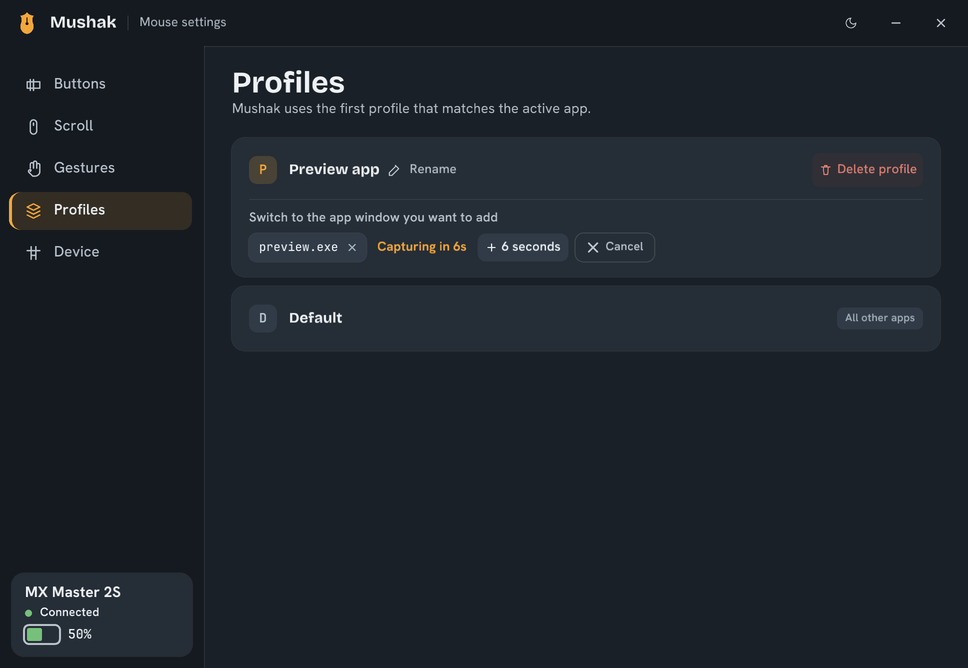 Mushak
Mouse settings
Buttons
Scroll
Gestures
Profiles
Device
MX Master 2S
Connected
50%
Profiles
Mushak uses the first profile that matches the active app.
P Preview app Rename Delete profile
Switch to the app window you want to add
preview.exe × Capturing in 6s + 6 seconds Cancel
D Default All other apps